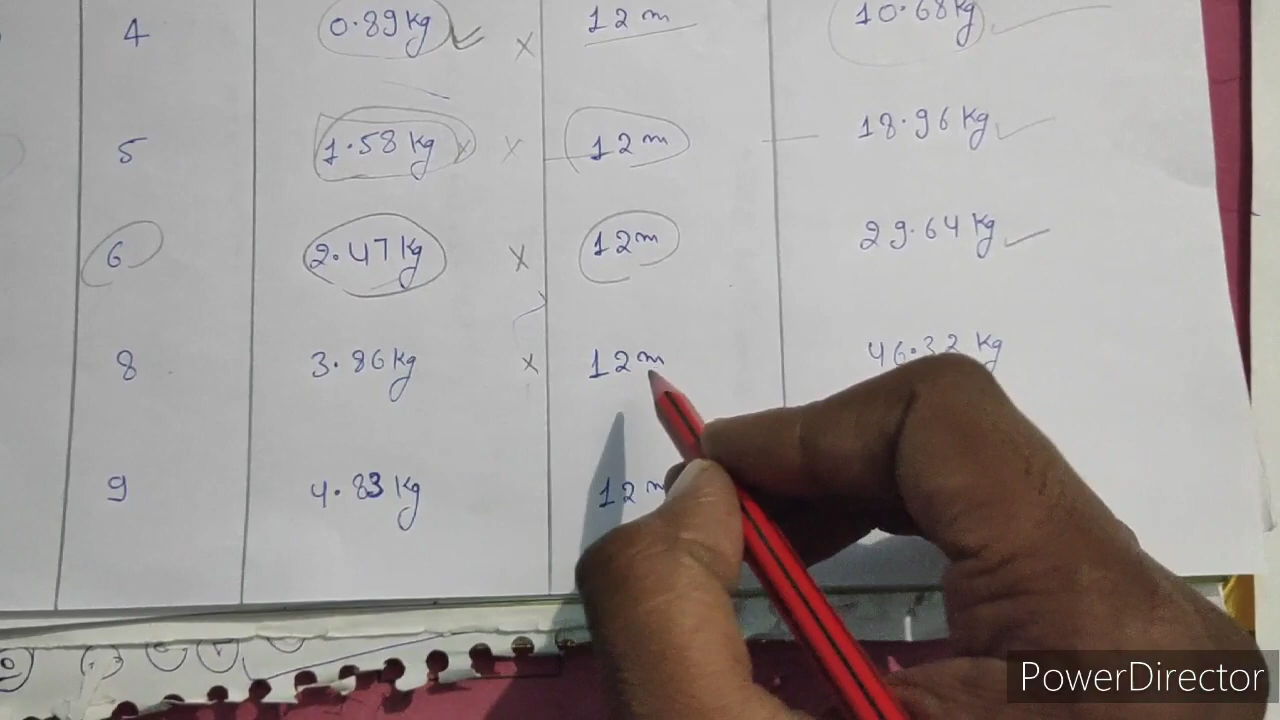 4 0.89 kg x 12 m 10.68 kg
5 1.58 kg x 12 m 18.96 kg
6 2.47 kg x 12 m 29.64 kg
8 3.86 kg x 12 m 46.32 kg
9 4.83 kg 12 m
PowerDirector